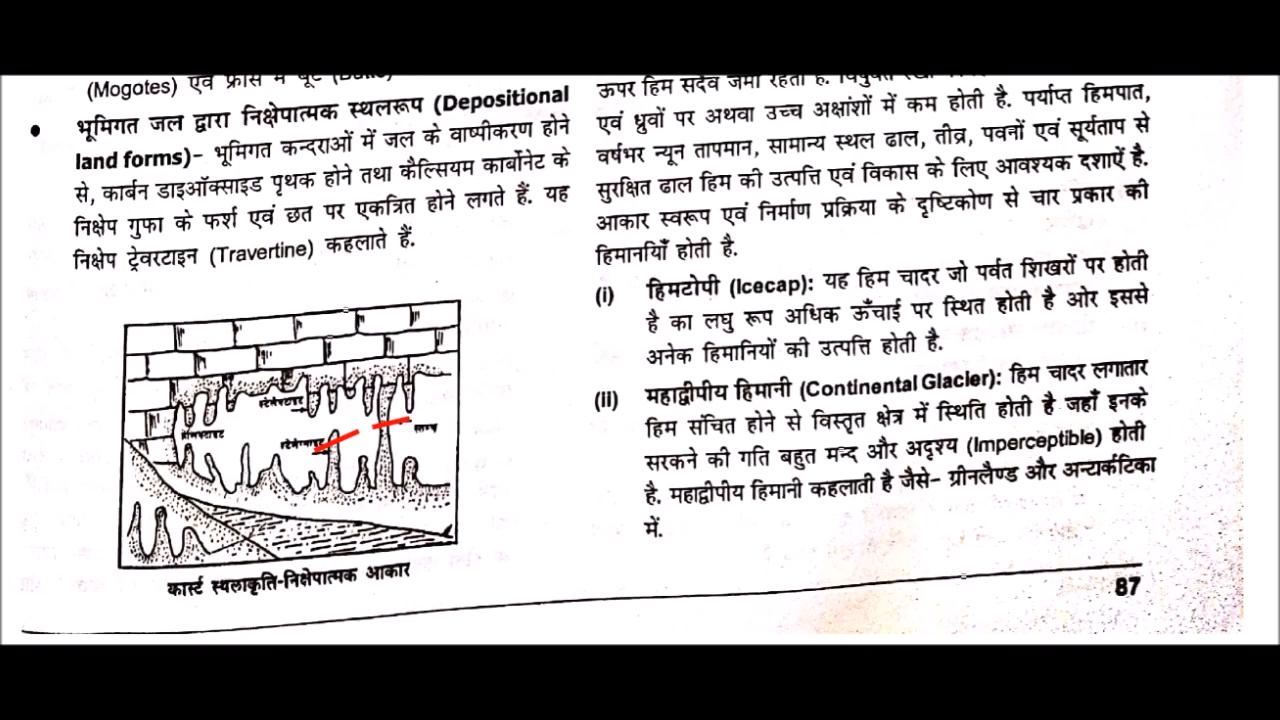 (Mogotes) एवं फ्रांस में
भूमिगत जल द्वारा निक्षेपात्मक स्थलरूप (Depositional
land forms)– भूमिगत कन्दराओं में जल के वाष्पीकरण होने
से, कार्बन डाइऑक्साइड पृथक होने तथा कैल्सियम कार्बोनेट के
निक्षेप गुफा के फर्श एवं छत पर एकत्रित होने लगते हैं. यह
निक्षेप ट्रेवरटाइन (Travertine) कहलाते हैं.
कार्स्ट स्थलाकृति-निक्षेपात्मक आकार
ऊपर हिम सदैव जमा रहता है.
एवं ध्रुवों पर अथवा उच्च अक्षांशों में कम होती है. पर्याप्त हिमपात,
वर्षभर न्यून तापमान, सामान्य स्थल ढाल, तीव्र, पवनों एवं सूर्यताप से
सुरक्षित ढाल हिम की उत्पत्ति एवं विकास के लिए आवश्यक दशाऐं है.
आकार स्वरूप एवं निर्माण प्रक्रिया के दृष्टिकोण से चार प्रकार की
हिमानयिाँ होती है.
(i) हिमटोपी (Icecap): यह हिम चादर जो पर्वत शिखरों पर होती
है का लघु रूप अधिक ऊँचाई पर स्थित होती है ओर इससे
अनेक हिमानियों की उत्पत्ति होती है.
(ii) महाद्वीपीय हिमानी (Continental Glacier): हिम चादर लगातार
हिम संचित होने से विस्तृत क्षेत्र में स्थिति होती है जहाँ इनके
सरकने की गति बहुत मन्द और अदृश्य (Imperceptible) होती
है. महाद्वीपीय हिमानी कहलाती है जैसे– ग्रीनलैण्ड और अन्टार्कटिका
में.
87